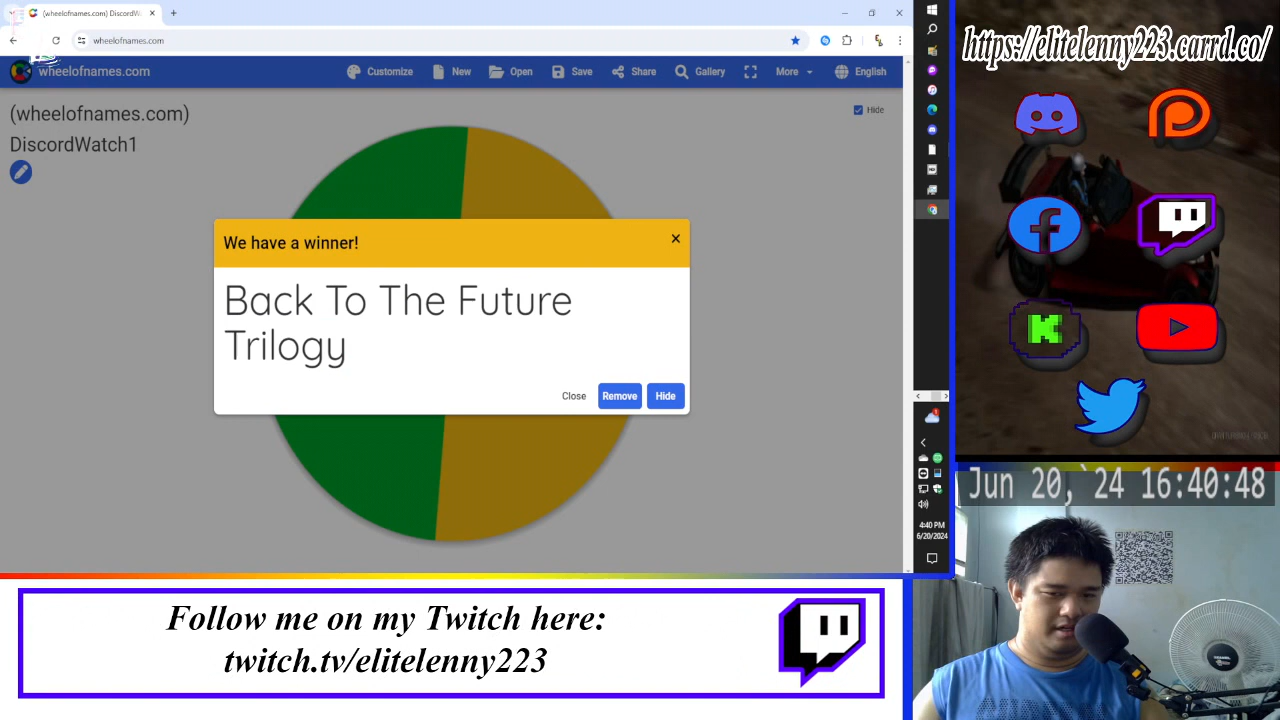 (wheelofnames.com) DiscordW
wheelofnames.com
wheelofnames.com
Customize
New
Open
Save
Share
Gallery
More
English
(wheelofnames.com)
DiscordWatch1
Hide
We have a winner!
Back To The Future
Trilogy
Close
Remove
Hide
4:40 PM
6/20/2024
https://elitelenny223.carrd.co/
Jun 20,`24 16:40:48
Follow me on my Twitch here:
twitch.tv/elitelenny223